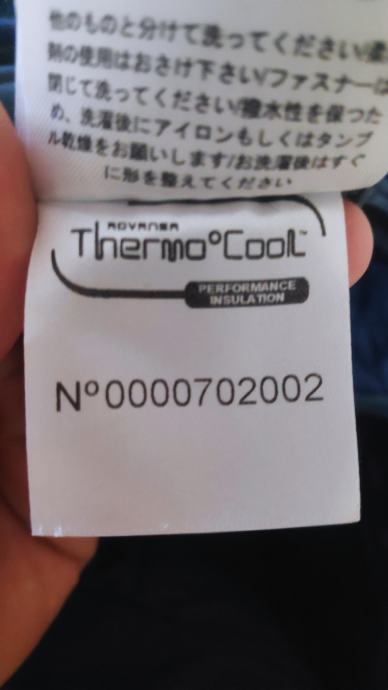 他のものと分けて洗ってください/柔
剤の使用はおさけ下さい/ファスナーは
閉じて洗ってください/撥水性を保つた
め、洗濯後にアイロンもしくはタンブ
ル乾燥をお願いします/お洗濯後はすぐ
に形を整えてください
ADVANSA
Thermo°Cool™
PERFORMANCE
INSULATION
Nº0000702002